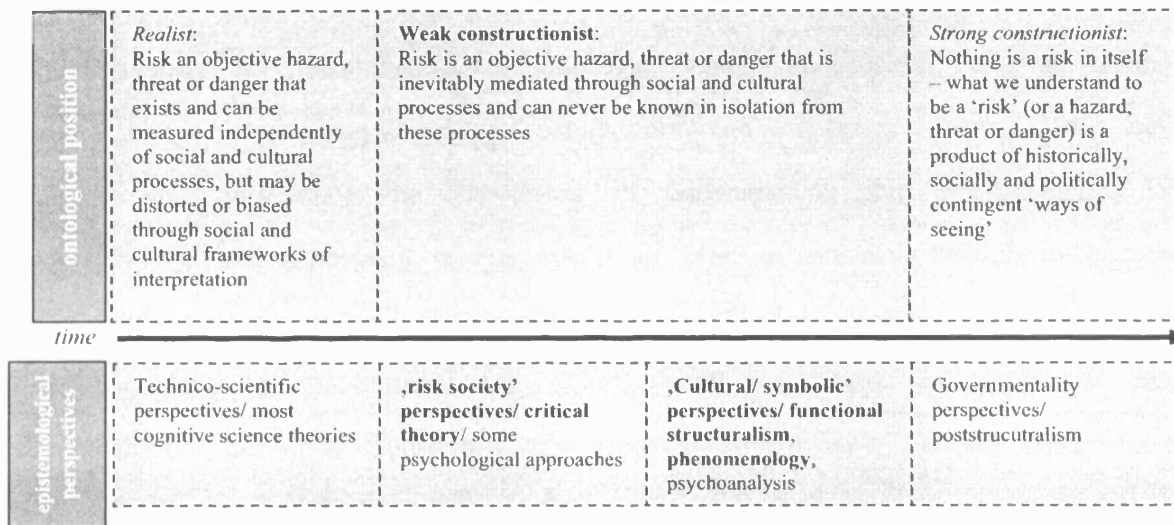 ontological position
Realist:
Risk an objective hazard,
threat or danger that
exists and can be
measured independently
of social and cultural
processes, but may be
distorted or biased
through social and
cultural frameworks of
interpretation
Weak constructionist:
Risk is an objective hazard, threat or danger that is
inevitably mediated through social and cultural
processes and can never be known in isolation from
these processes
Strong constructionist:
Nothing is a risk in itself
– what we understand to
be a ‘risk’ (or a hazard,
threat or danger) is a
product of historically,
socially and politically
contingent ‘ways of
seeing’
time
epistemological
perspectives
Technico-scientific
perspectives/ most
cognitive science theories
‚risk society’
perspectives/ critical
theory/ some
psychological approaches
‚Cultural/ symbolic’
perspectives/ functional
structuralism,
phenomenology,
psychoanalysis
Governmentality
perspectives/
poststrucutralism